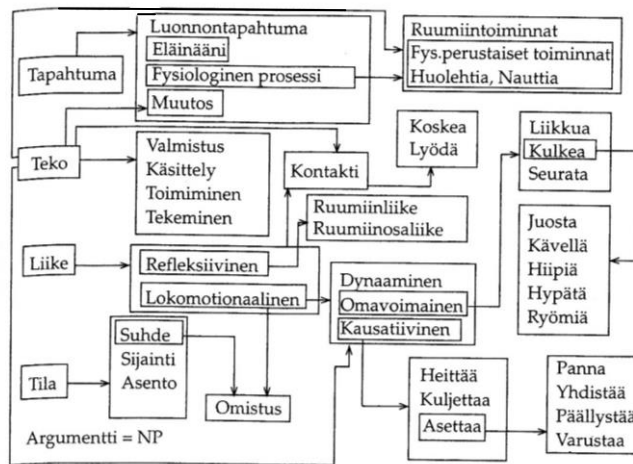 Tapahtuma
Luonnontapahtuma
Eläinääni
Fysiologinen prosessi
Muutos
Ruumiintoiminnat
Fys.perustaiset toiminnat
Huolehtia, Nauttia
Teko
Valmistus
Käsittely
Toimiminen
Tekeminen
Kontakti
Koskea
Lyödä
Liikkua
Kulkea
Seurata
Ruumiinliike
Ruumiinosaliike
Juosta
Kävellä
Hiipiä
Hypätä
Ryömiä
Liike
Refleksiivinen
Lokomotionaalinen
Dynaaminen
Omavoimainen
Kausatiivinen
Tila
Suhde
Sijainti
Asento
Omistus
Heittää
Kuljettaa
Asettaa
Panna
Yhdistää
Päällystää
Varustaa
Argumentti = NP